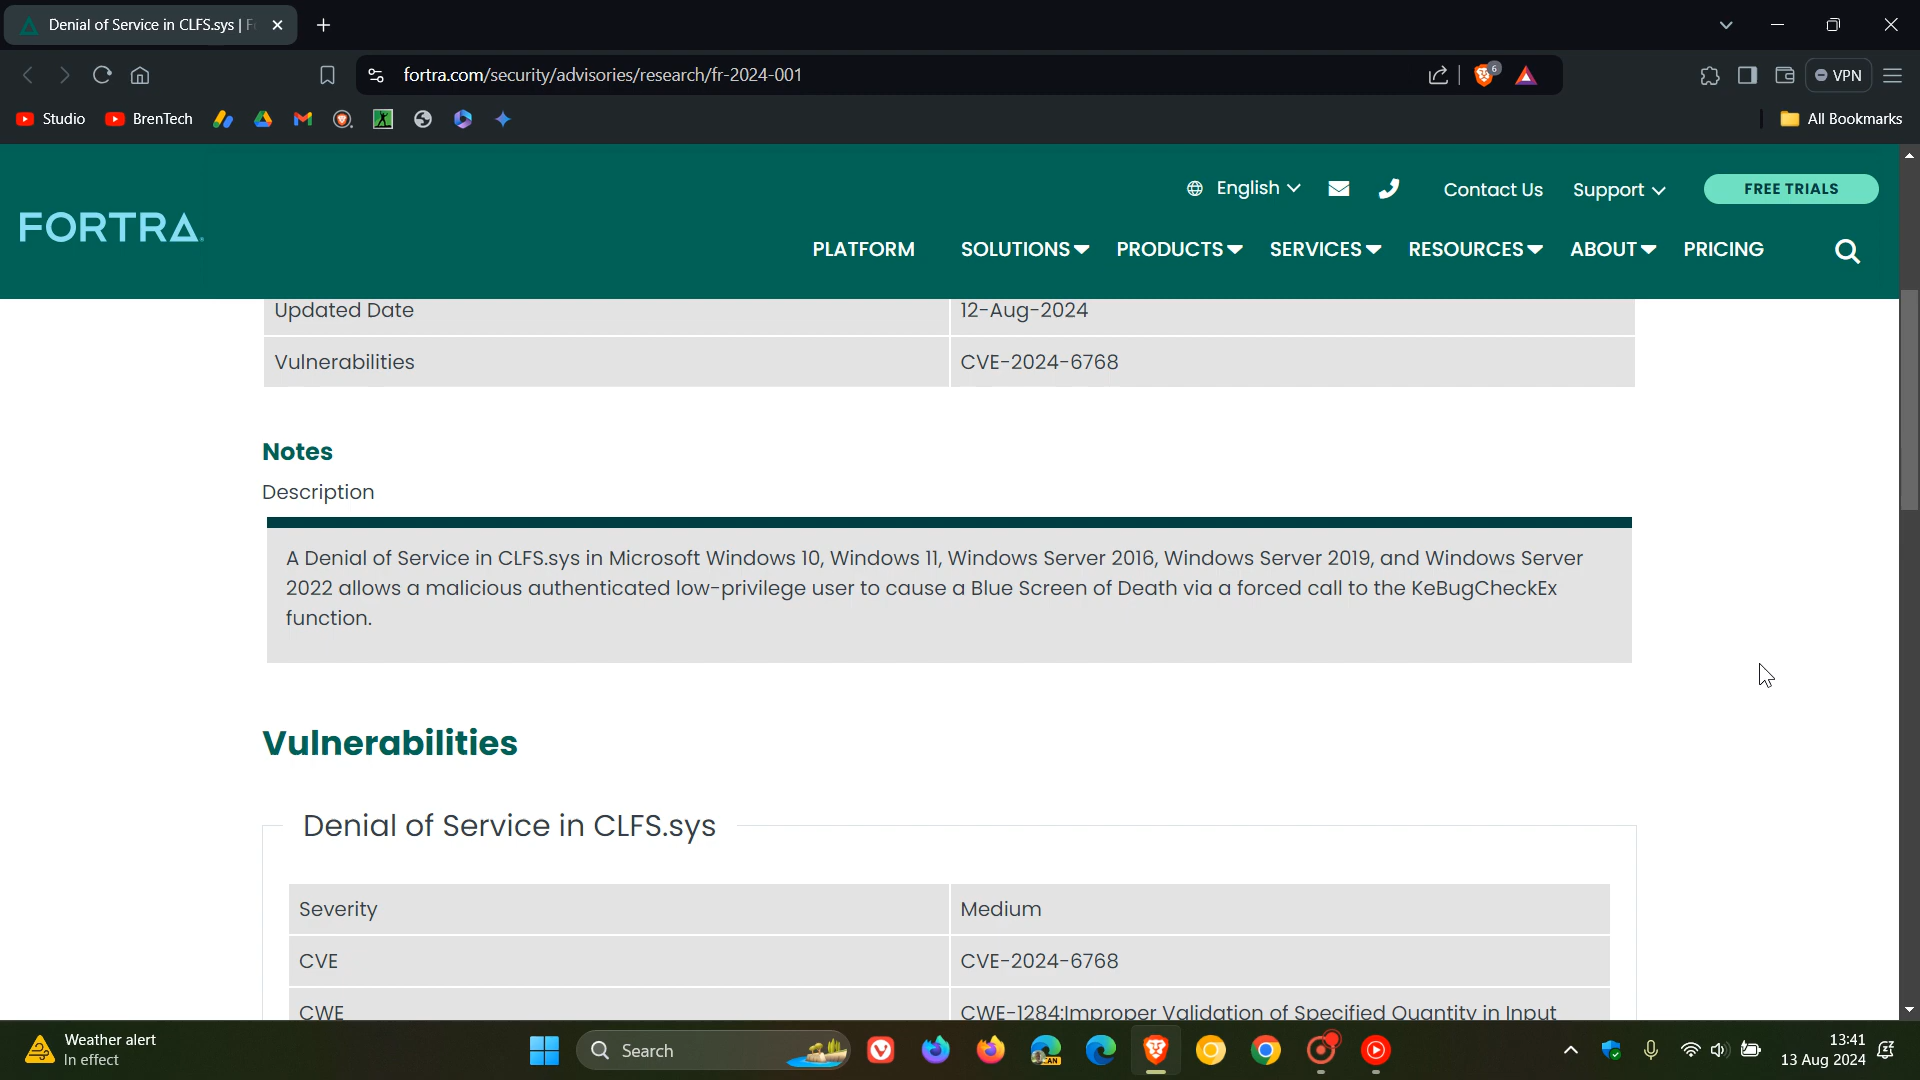 Denial of Service in CLFS.sys | F
fortra.com/security/advisories/research/fr-2024-001
6
VPN
Studio
BrenTech
All Bookmarks
English
Contact Us
Support
FREE TRIALS
FORTRA
PLATFORM
SOLUTIONS
PRODUCTS
SERVICES
RESOURCES
ABOUT
PRICING
Updated Date
12-Aug-2024
Vulnerabilities
CVE-2024-6768
Notes
Description
A Denial of Service in CLFS.sys in Microsoft Windows 10, Windows 11, Windows Server 2016, Windows Server 2019, and Windows Server
2022 allows a malicious authenticated low-privilege user to cause a Blue Screen of Death via a forced call to the KeBugCheckEx
function.
Vulnerabilities
Denial of Service in CLFS.sys
Severity
Medium
CVE
CVE-2024-6768
CWE
CWE-1284:Improper Validation of Specified Quantity in Input
Weather alert
In effect
Search
CAN
13:41
13 Aug 2024